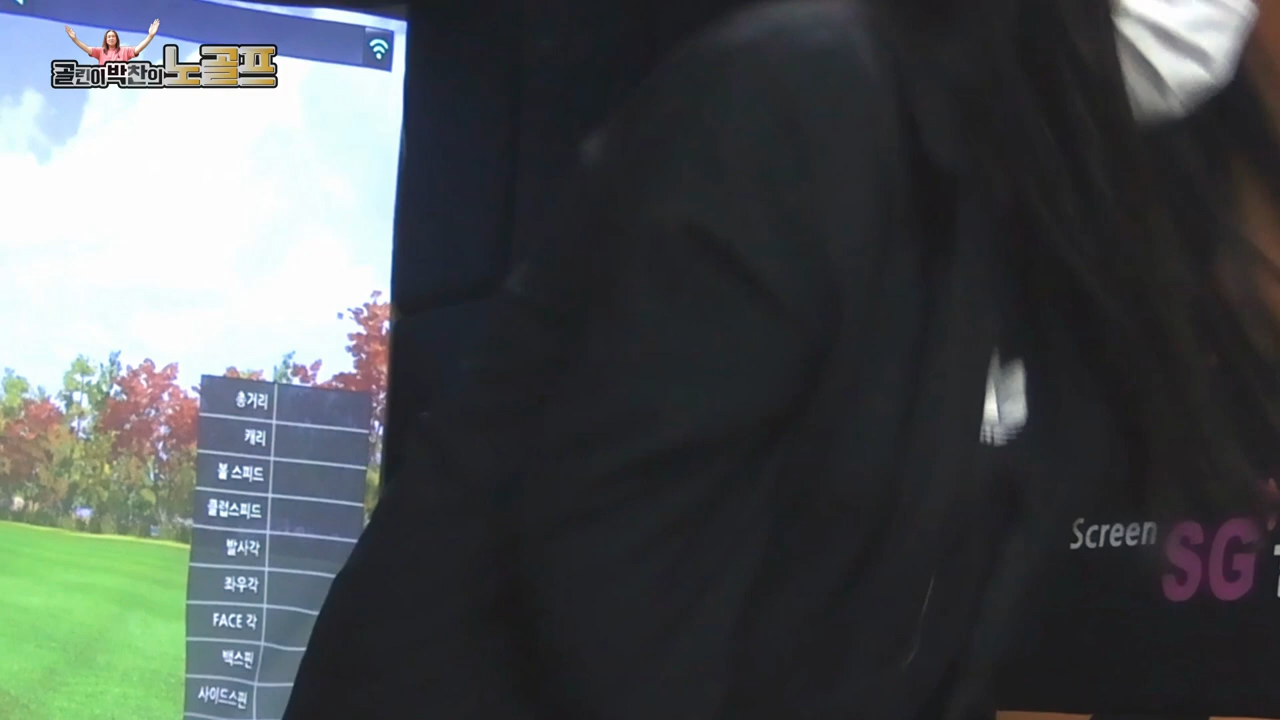 골린이박찬의노골프
총거리
캐리
볼 스피드
클럽스피드
발사각
좌우각
FACE 각
백스핀
사이드스핀
Screen
SG